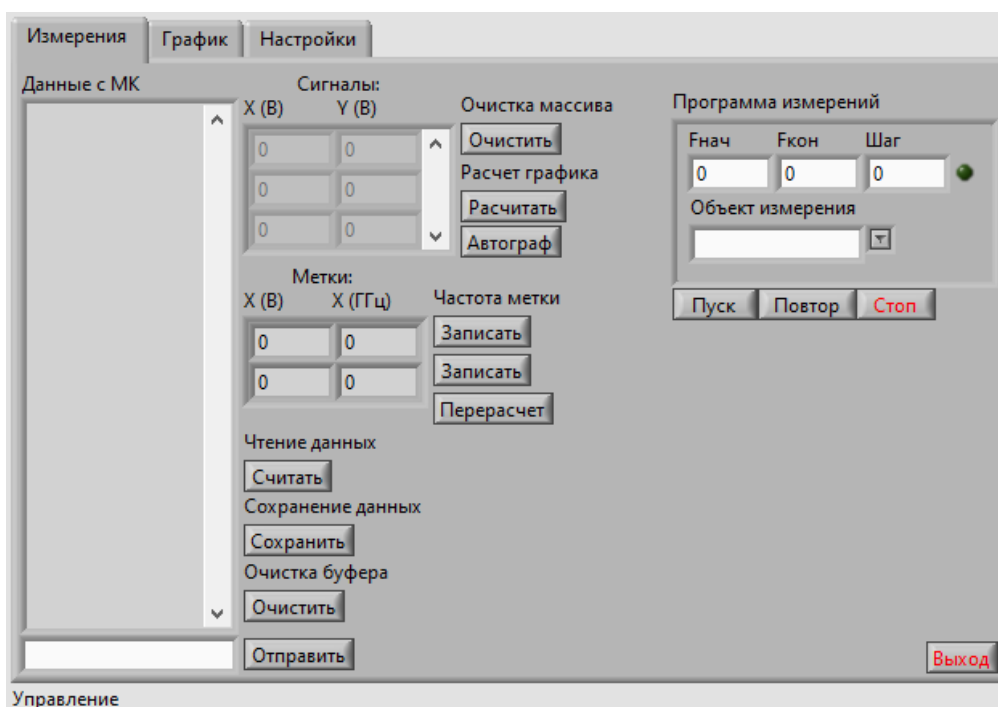 Измерения График Настройки
Данные с МК
Сигналы:
X (В) Y (В)
0 0
0 0
0 0
Очистка массива
Очистить
Расчет графика
Расчитать
Автограф
Метки:
X (В) X (ГГц)
0 0
0 0
Частота метки
Записать
Записать
Перерасчет
Чтение данных
Считать
Сохранение данных
Сохранить
Очистка буфера
Очистить
Отправить
Программа измерений
Fнач Fкон Шаг
0 0 0
Объект измерения
Пуск Повтор Стоп
Выход
Управление